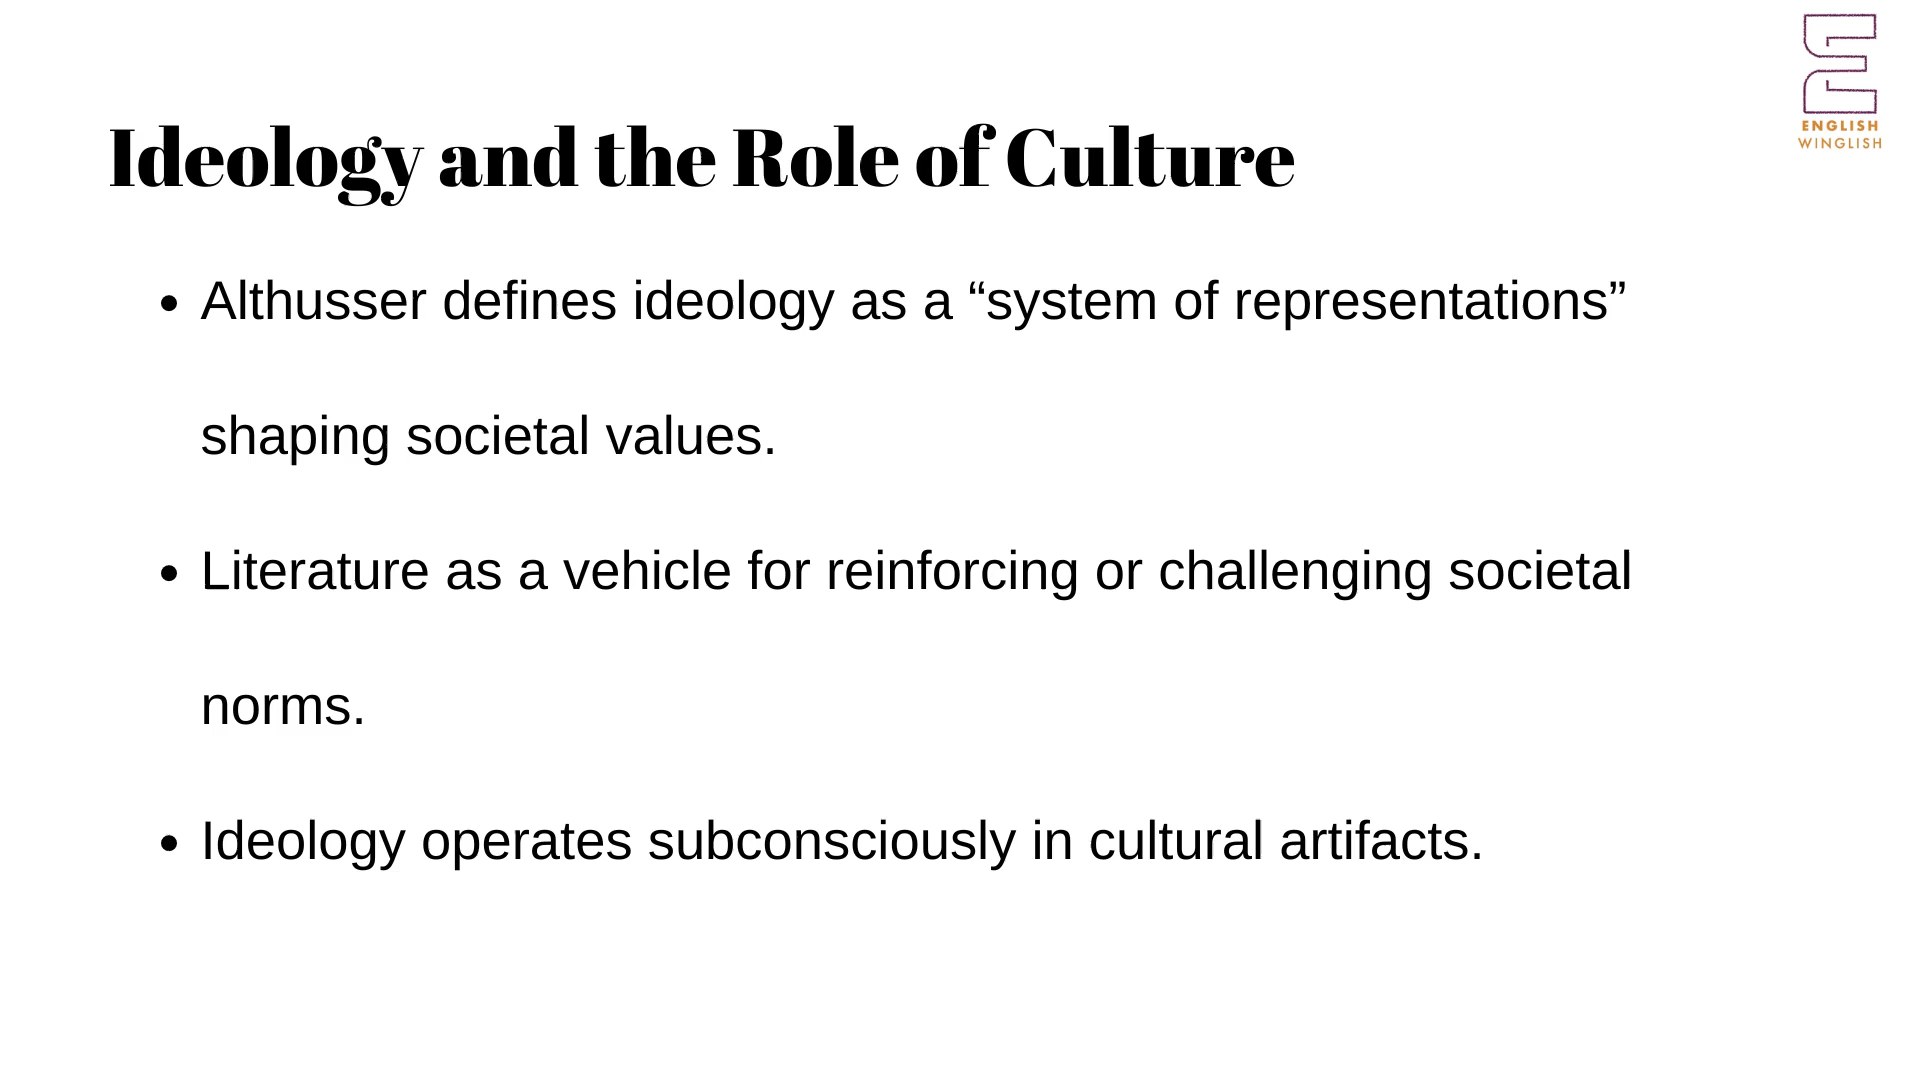 ENGLISH
WINGLISH
Ideology and the Role of Culture
• Althusser defines ideology as a “system of representations”
shaping societal values.
• Literature as a vehicle for reinforcing or challenging societal
norms.
• Ideology operates subconsciously in cultural artifacts.